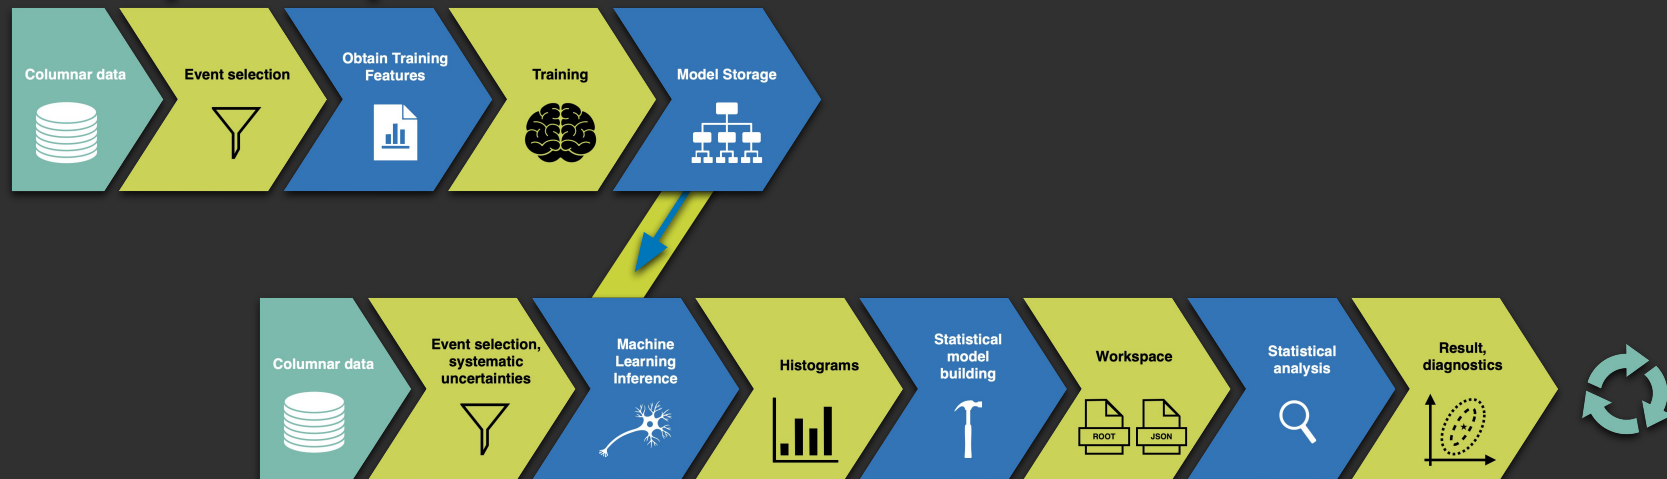 Columnar data
Event selection
Obtain Training
Features
Training
Model Storage
Columnar data
Event selection,
systematic
uncertainties
Machine
Learning
Inference
Histograms
Statistical
model
building
Workspace
ROOT
JSON
Statistical
analysis
Result,
diagnostics